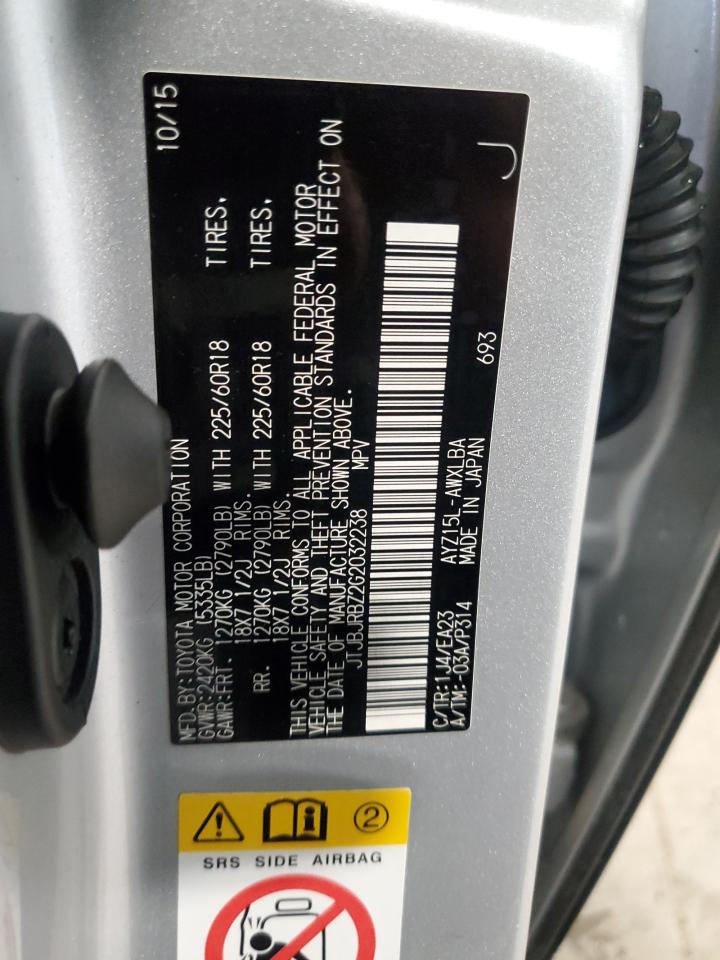 MFD.BY:TOYOTA MOTOR CORPORATION 10/15
GVWR:2420KG (5335LB)
GAWR:FRT. 1270KG (2790LB) WITH 225/60R18 TIRES.
18X7 1/2J RIMS.
RR. 1270KG (2790LB) WITH 225/60R18 TIRES.
18X7 1/2J RIMS.
THIS VEHICLE CONFORMS TO ALL APPLICABLE FEDERAL MOTOR
VEHICLE SAFETY AND THEFT PREVENTION STANDARDS IN EFFECT ON
THE DATE OF MANUFACTURE SHOWN ABOVE.
JTJBJRBZ7G2032238 MPV
C/TR:1J4/EA23 AYZ15L-AWXLBA
A/TM:-03A/P314 MADE IN JAPAN 693
J
2
SRS SIDE AIRBAG